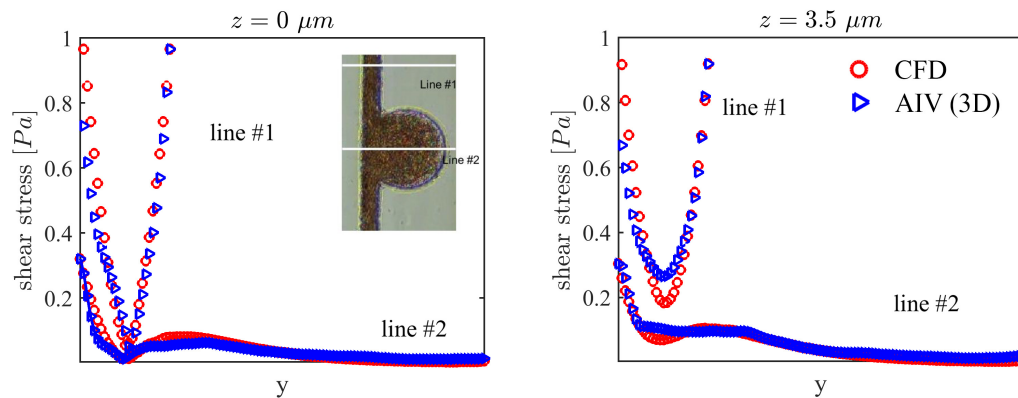 z = 0 μm
1
0.8
0.6
0.4
0.2
shear stress [Pa]
y
line #1
line #2
Line #1
Line #2
z = 3.5 μm
1
0.8
0.6
0.4
0.2
shear stress [Pa]
y
CFD
AIV (3D)
line #1
line #2